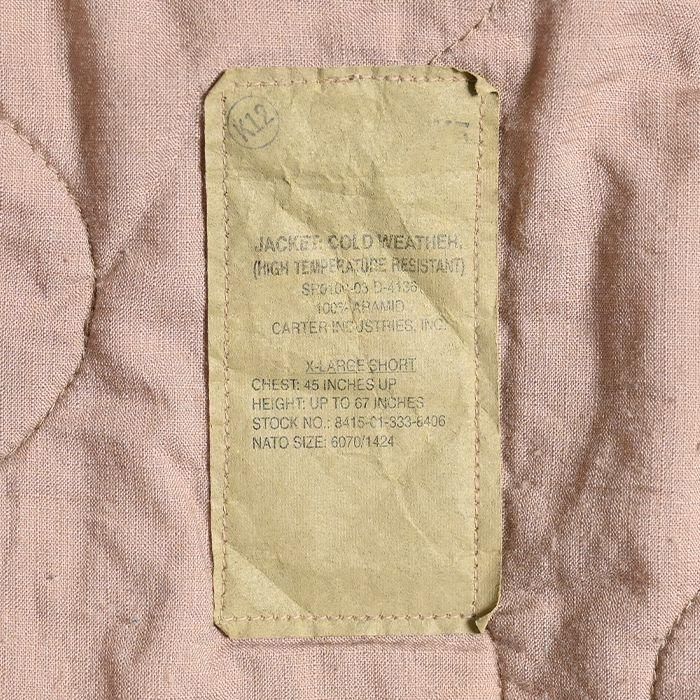 K12
JACKET: COLD WEATHER,
(HIGH TEMPERATURE RESISTANT)
100% ARAMID
CARTER INDUSTRIES, INC.
X-LARGE SHORT
CHEST: 45 INCHES UP
HEIGHT: UP TO 67 INCHES
STOCK NO.: 8415-01-333-6406
NATO SIZE: 6070/1424